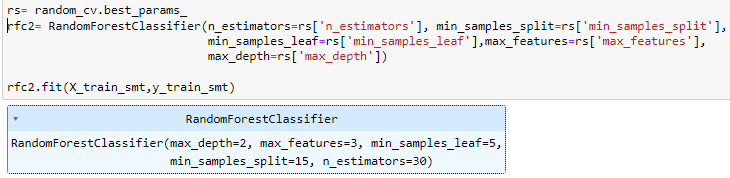 rs= random_cv.best_params_
rfc2= RandomForestClassifier(n_estimators=rs['n_estimators'], min_samples_split=rs['min_samples_split'],
min_samples_leaf=rs['min_samples_leaf'],max_features=rs['max_features'],
max_depth=rs['max_depth'])
rfc2.fit(X_train_smt,y_train_smt)
RandomForestClassifier
RandomForestClassifier(max_depth=2, max_features=3, min_samples_leaf=5,
min_samples_split=15, n_estimators=30)